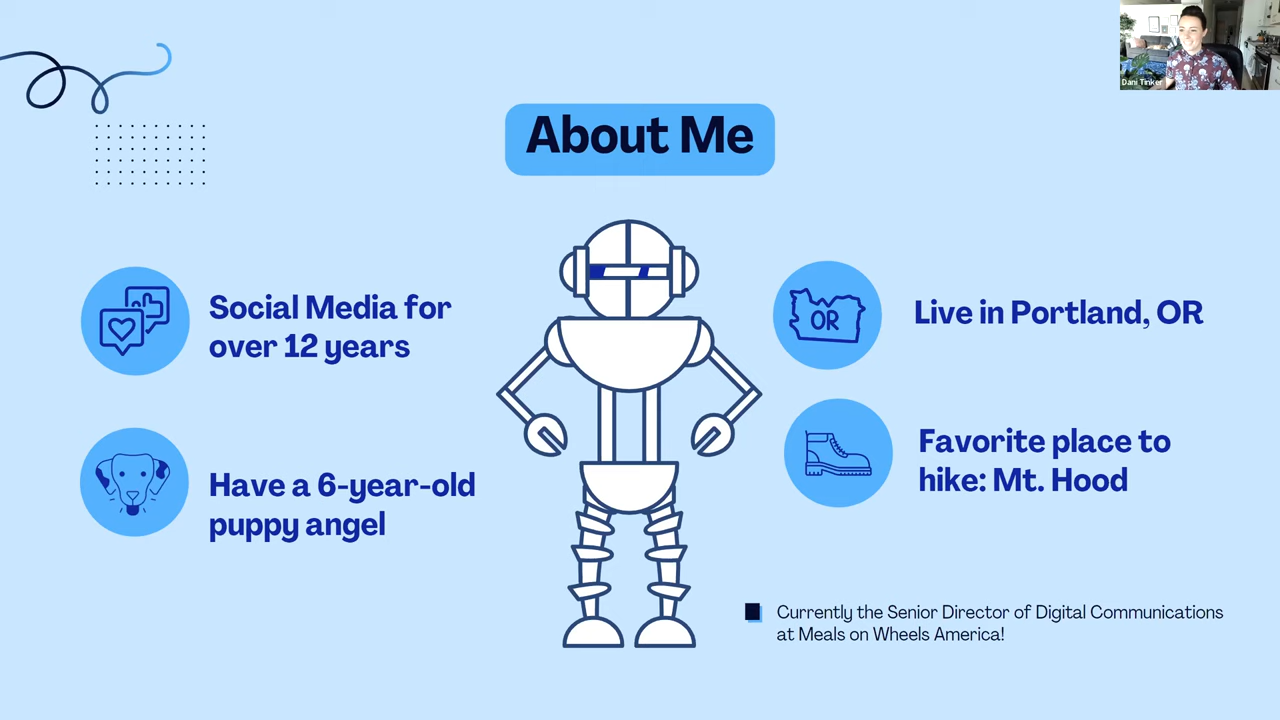 Dani Tinker
About Me
Social Media for
over 12 years
Have a 6-year-old
puppy angel
OR
Live in Portland, OR
Favorite place to
hike: Mt. Hood
Currently the Senior Director of Digital Communications
at Meals on Wheels America!